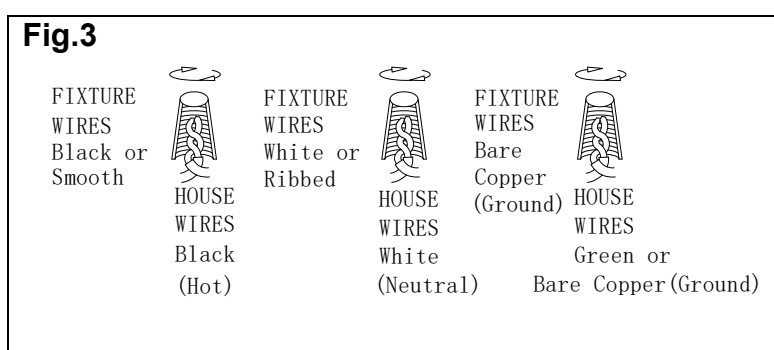 Fig.3
FIXTURE
WIRES
Black or
Smooth
HOUSE
WIRES
Black
(Hot)
FIXTURE
WIRES
White or
Ribbed
HOUSE
WIRES
White
(Neutral)
FIXTURE
WIRES
Bare
Copper
(Ground)
HOUSE
WIRES
Green or
Bare Copper(Ground)